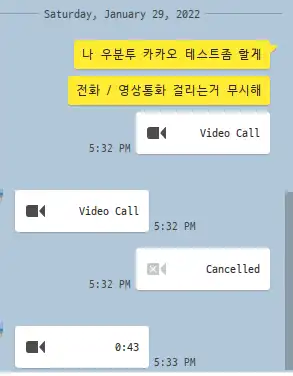 Saturday, January 29, 2022
나 우분투 카카오 테스트좀 할게
전화 / 영상통화 걸리는거 무시해
Video Call
5:32 PM
Video Call
5:32 PM
Cancelled
5:32 PM
0:43
5:33 PM